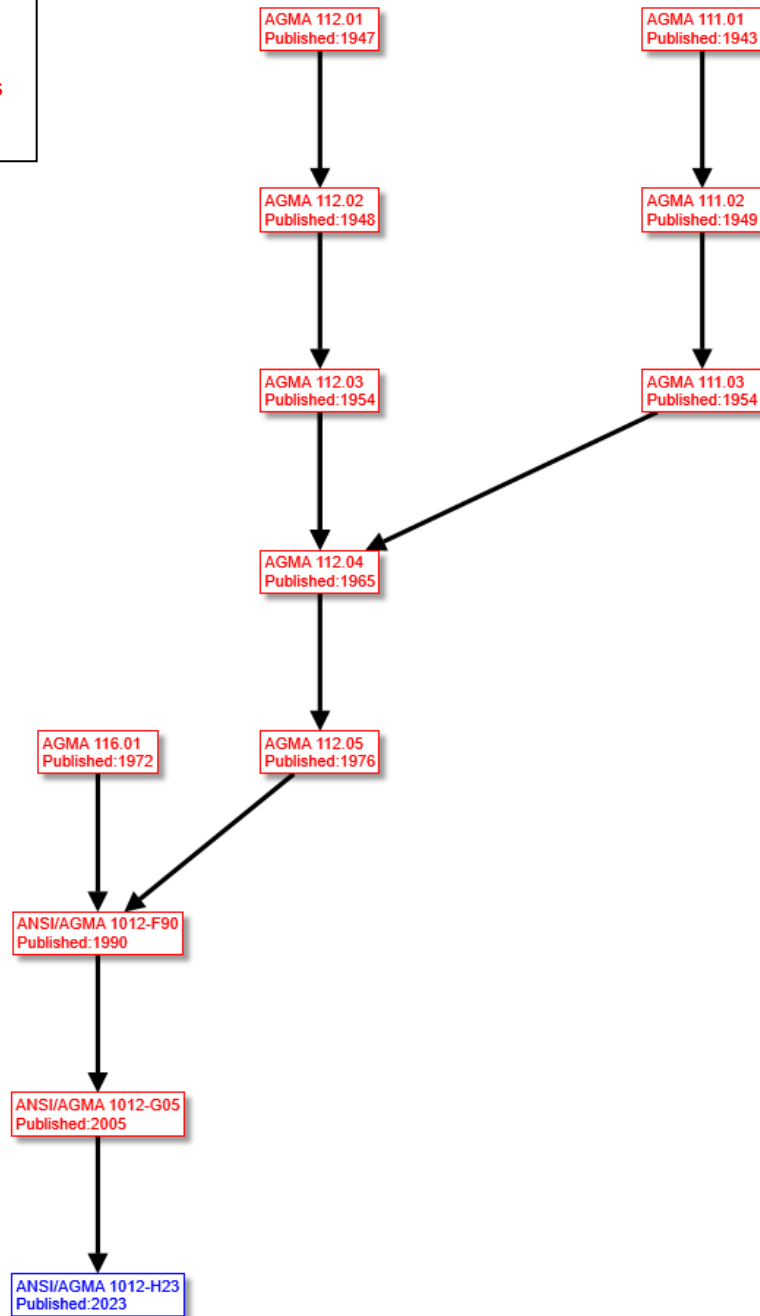 s
AGMA 112.01
Published:1947
AGMA 111.01
Published:1943
AGMA 112.02
Published:1948
AGMA 111.02
Published:1949
AGMA 112.03
Published:1954
AGMA 111.03
Published:1954
AGMA 112.04
Published:1965
AGMA 116.01
Published:1972
AGMA 112.05
Published:1976
ANSI/AGMA 1012-F90
Published:1990
ANSI/AGMA 1012-G05
Published:2005
ANSI/AGMA 1012-H23
Published:2023